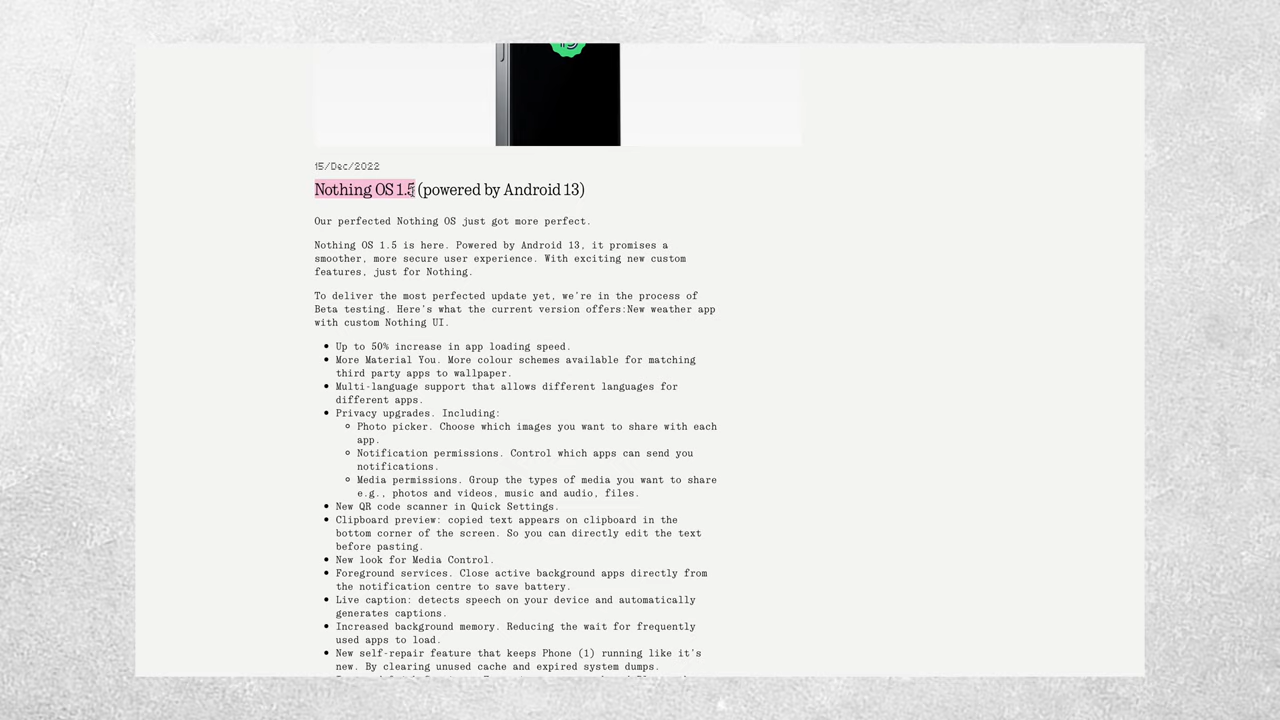 15/Dec/2022
Nothing OS 1.5 (powered by Android 13)
Our perfected Nothing OS just got more perfect.
Nothing OS 1.5 is here. Powered by Android 13, it promises a
smoother, more secure user experience. With exciting new custom
features, just for Nothing.
To deliver the most perfected update yet, we're in the process of
Beta testing. Here's what the current version offers:New weather app
with custom Nothing UI.
Up to 50% increase in app loading speed.
More Material You. More colour schemes available for matching
third party apps to wallpaper.
Multi-language support that allows different languages for
different apps.
Privacy upgrades. Including:
Photo picker. Choose which images you want to share with each
app.
Notification permissions. Control which apps can send you
notifications.
Media permissions. Group the types of media you want to share
e.g., photos and videos, music and audio, files.
New QR code scanner in Quick Settings.
Clipboard preview: copied text appears on clipboard in the
bottom corner of the screen. So you can directly edit the text
before pasting.
New look for Media Control.
Foreground services. Close active background apps directly from
the notification centre to save battery.
Live caption: detects speech on your device and automatically
generates captions.
Increased background memory. Reducing the wait for frequently
used apps to load.
New self-repair feature that keeps Phone (1) running like it's
new. By clearing unused cache and expired system dumps.